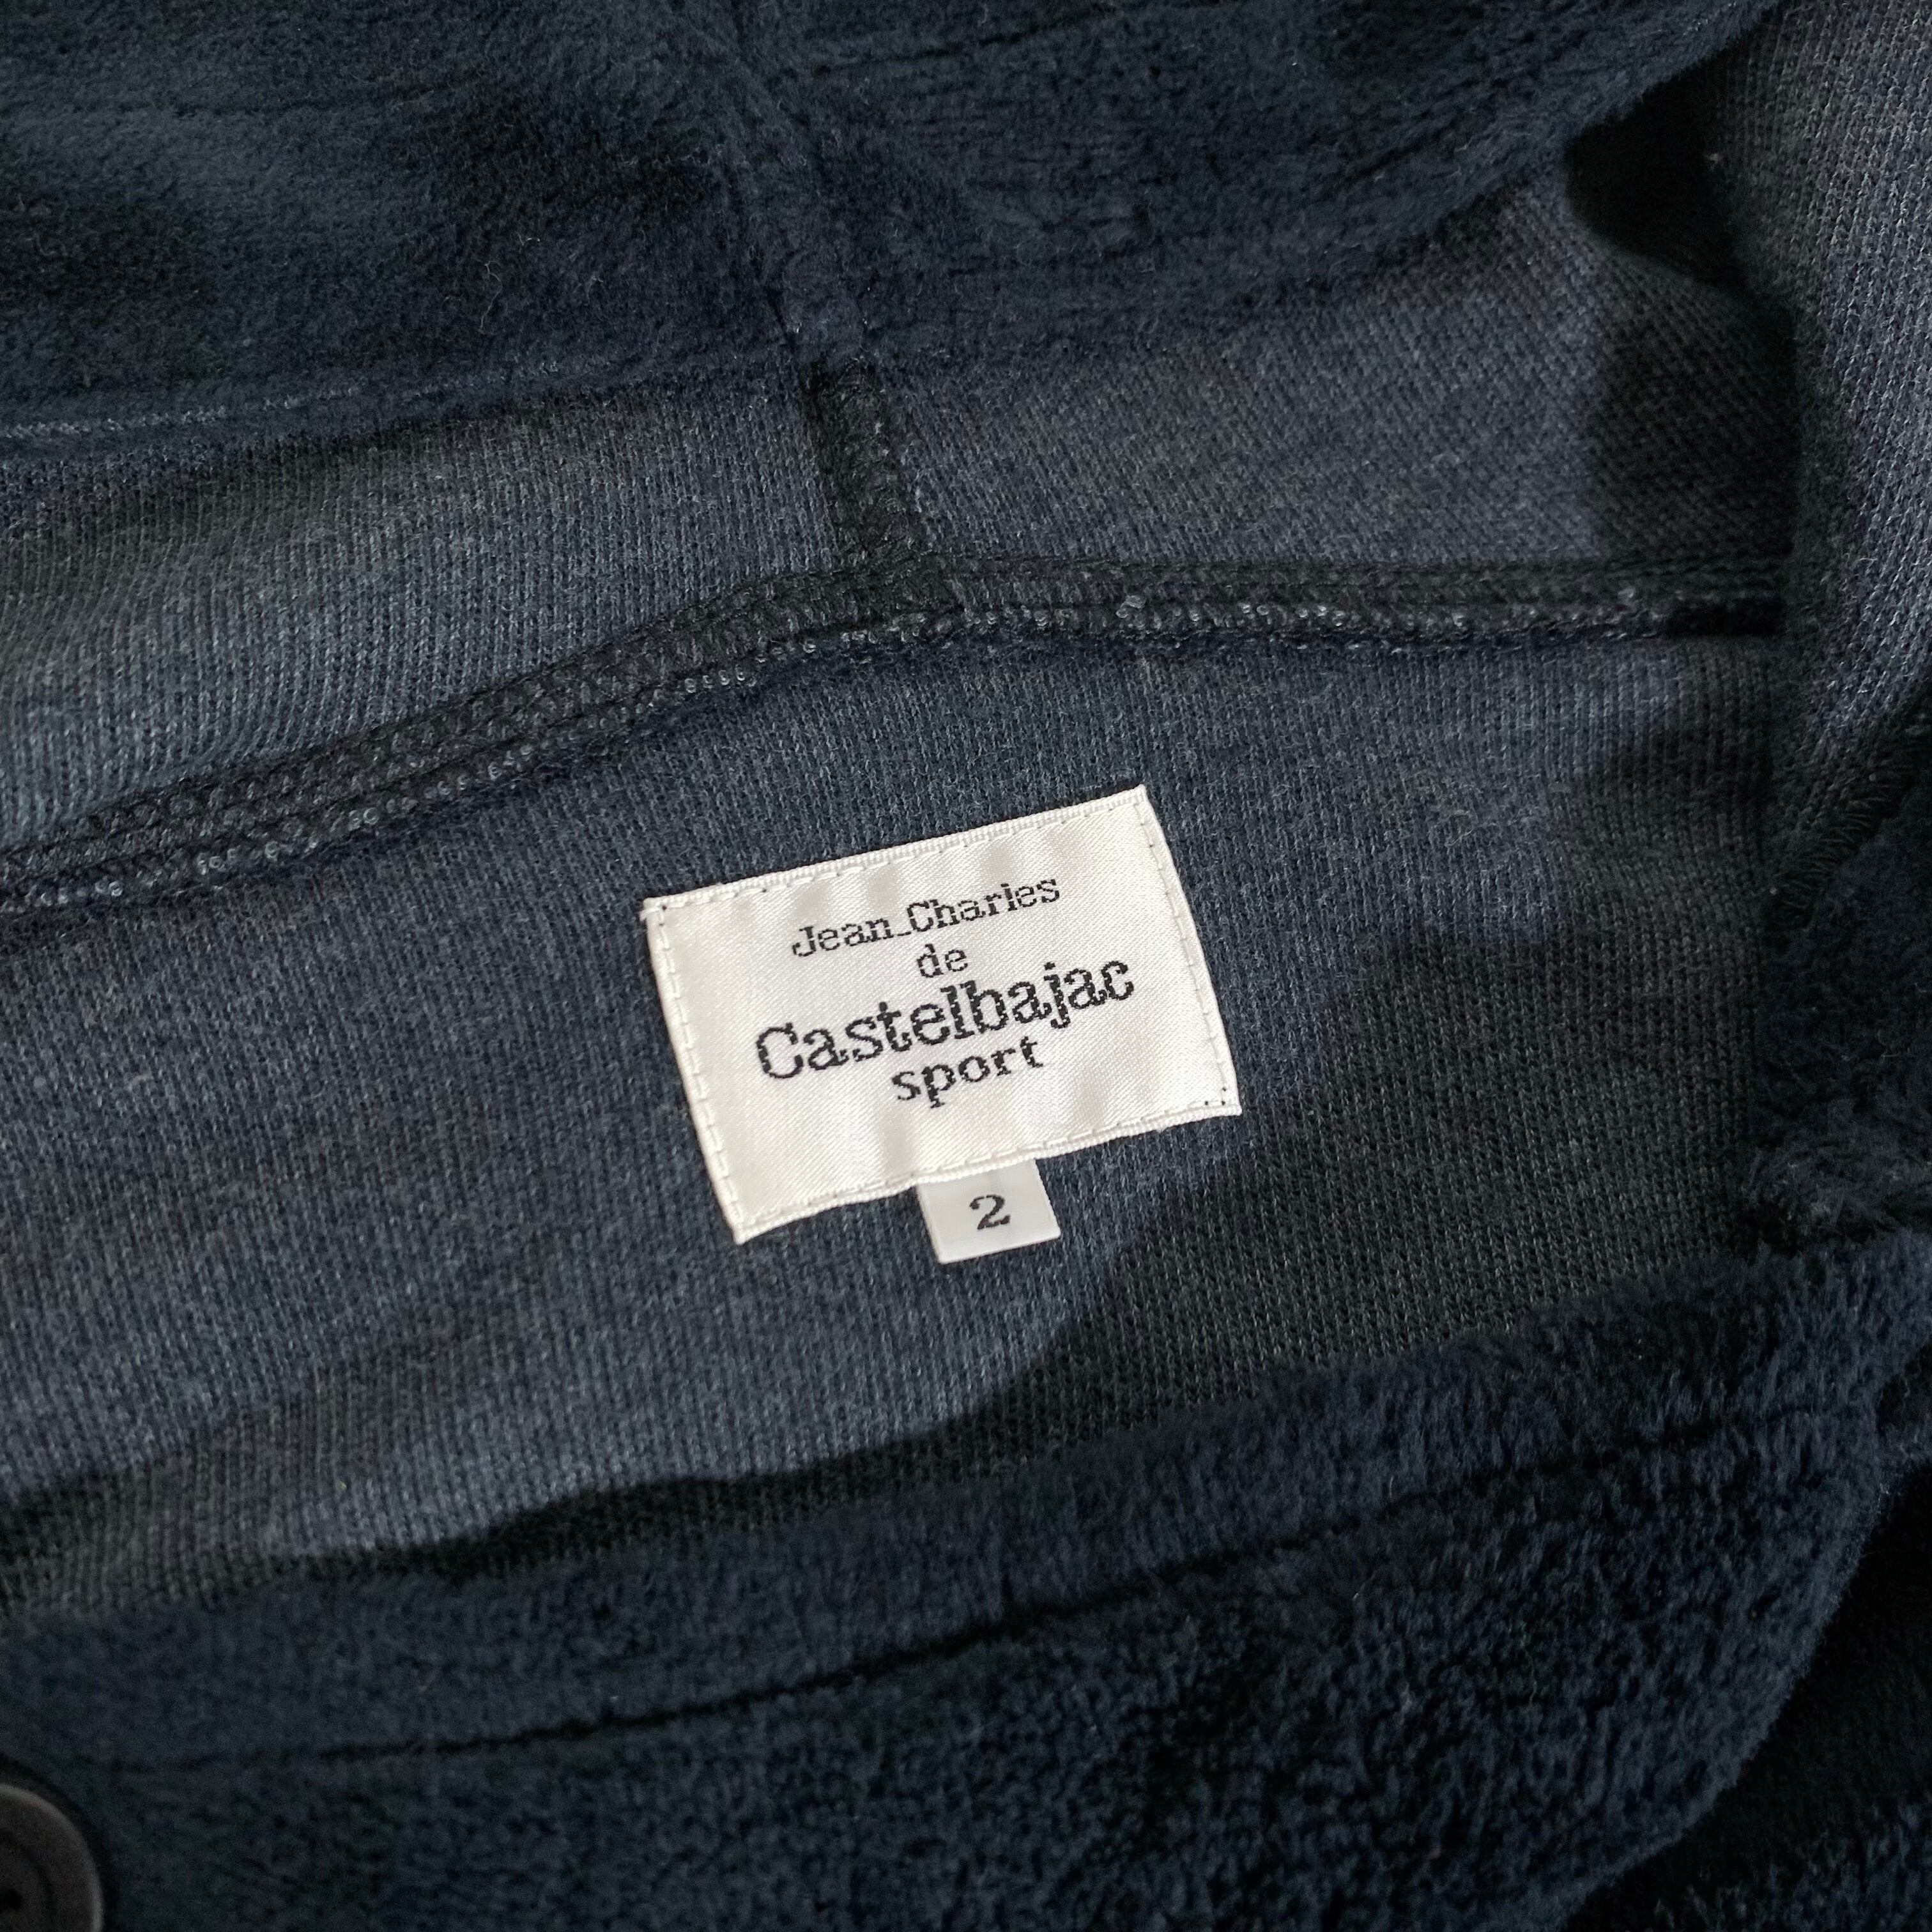 Jean_Charles
de
Castelbajac
sport
2